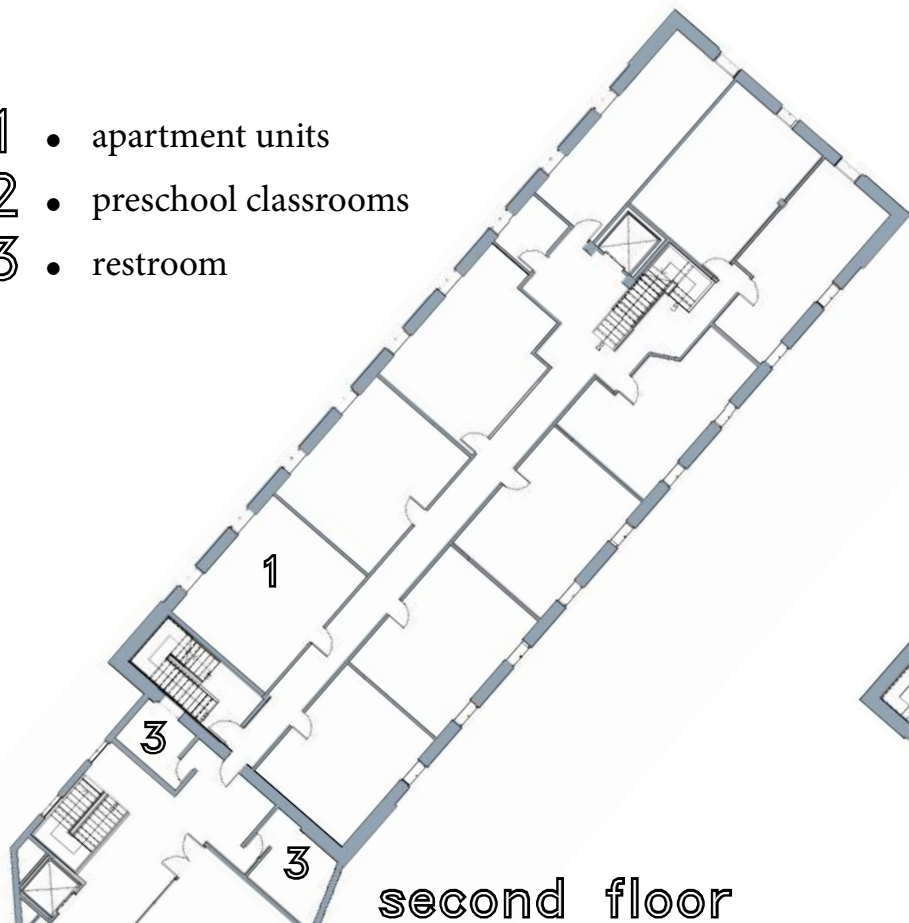 1 • apartment units
2 • preschool classrooms
3 • restroom
1
3
3
second floor